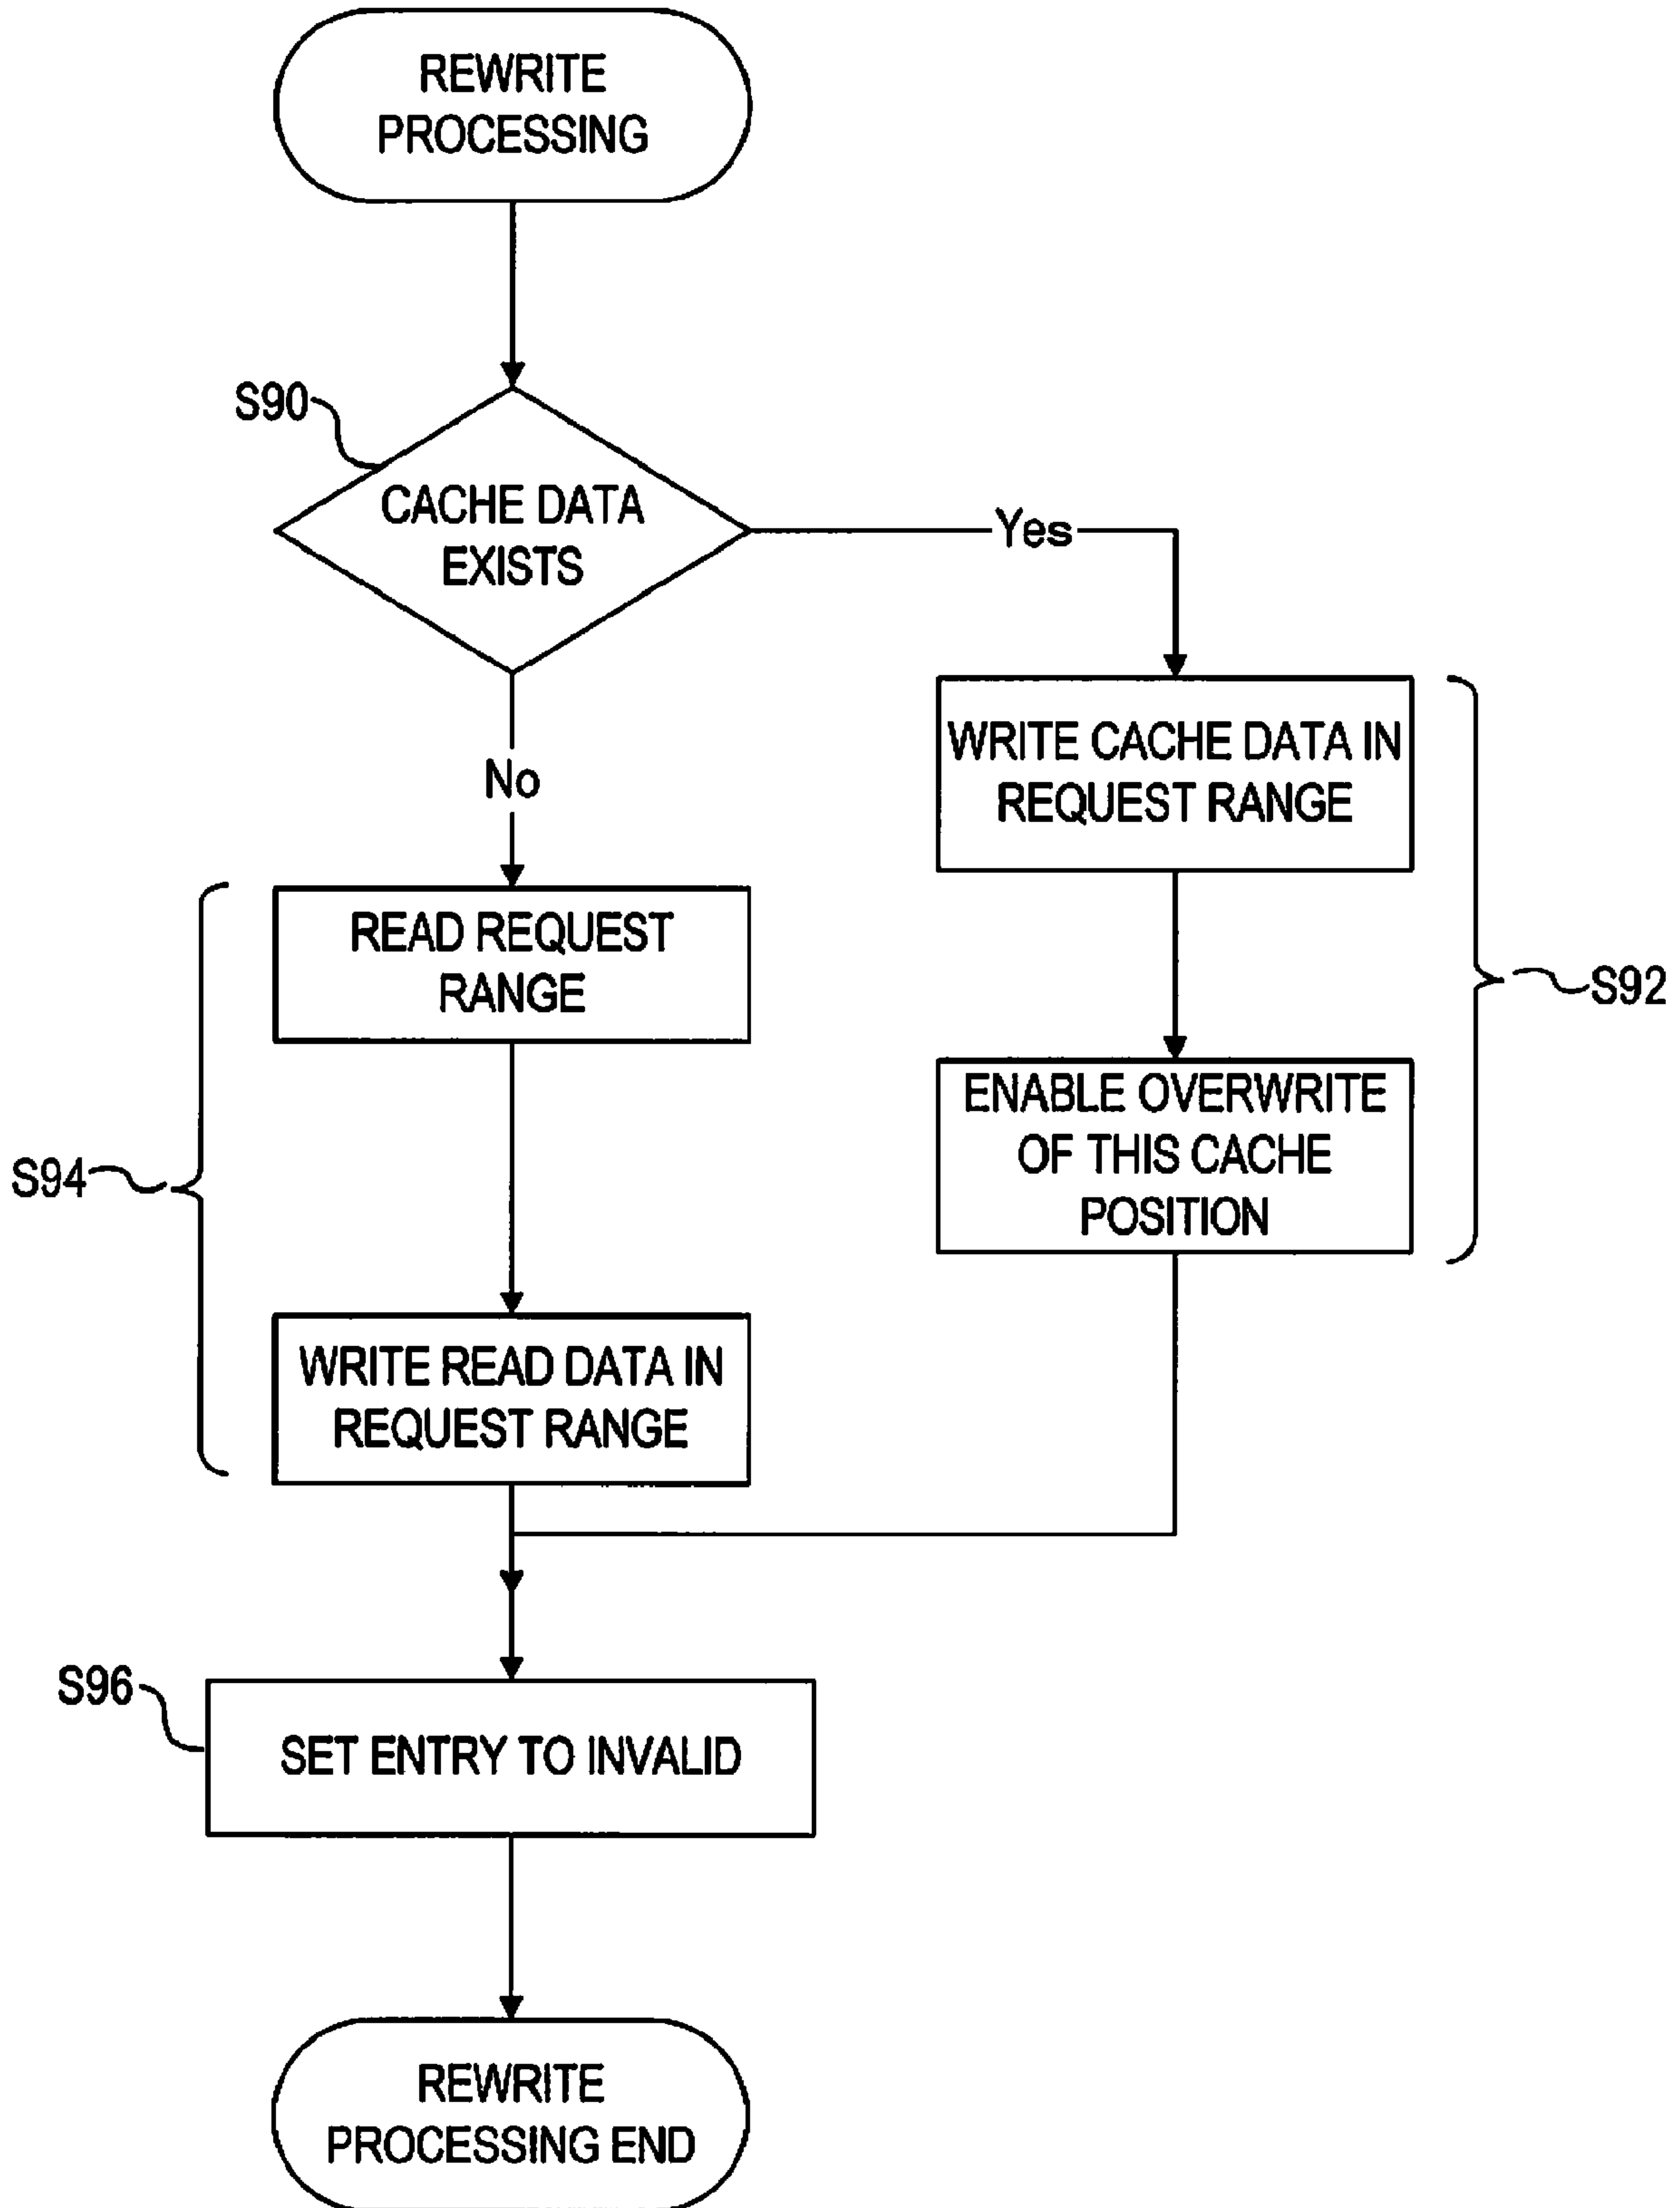 REWRITE
PROCESSING
S90
CACHE DATA
EXISTS
Yes
No
WRITE CACHE DATA IN
REQUEST RANGE
READ REQUEST
RANGE
S92
ENABLE OVERWRITE
OF THIS CACHE
POSITION
S94
WRITE READ DATA IN
REQUEST RANGE
S96
SET ENTRY TO INVALID
REWRITE
PROCESSING END